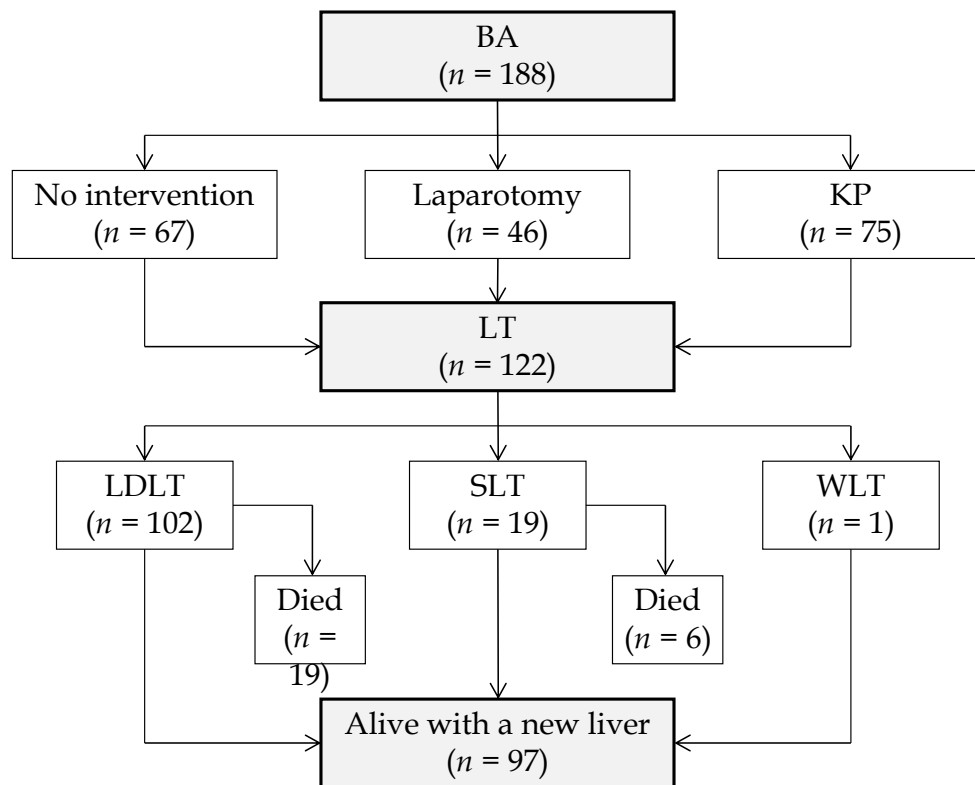 BA
(n = 188)
No intervention
(n = 67)
Laparotomy
(n = 46)
KP
(n = 75)
LT
(n = 122)
LDLT
(n = 102)
SLT
(n = 19)
WLT
(n = 1)
Died
(n =
19)
Died
(n = 6)
Alive with a new liver
(n = 97)